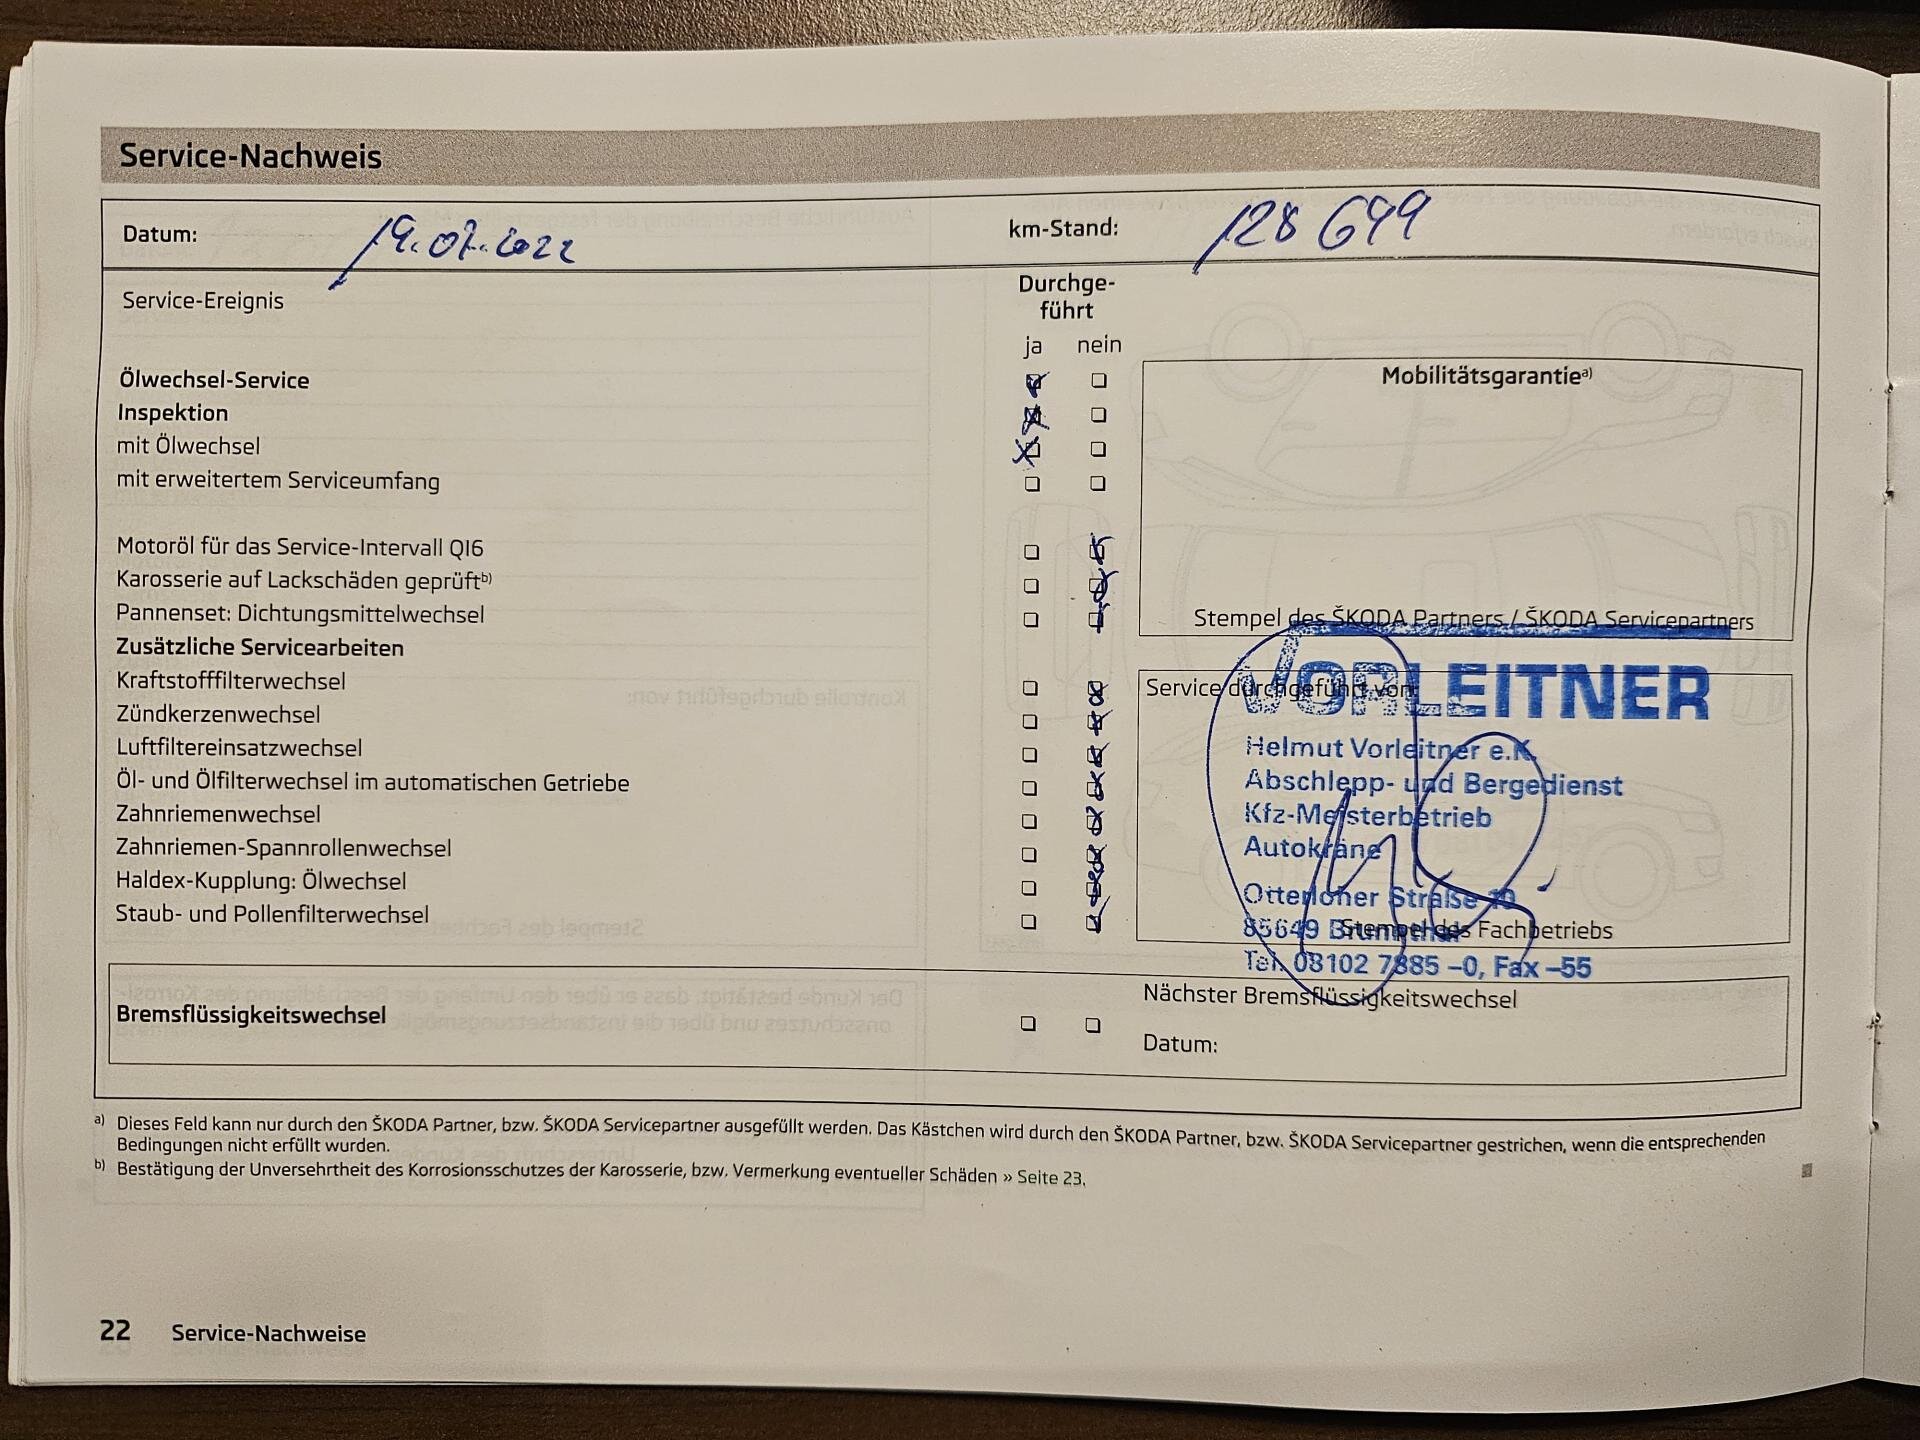 Service-Nachweis
Datum: 19.07.2022 km-Stand: 128 699
Service-Ereignis
Durchge-
führt
ja nein
Ölwechsel-Service
Inspektion
mit Ölwechsel
mit erweitertem Serviceumfang
Motoröl für das Service-Intervall QI6
Karosserie auf Lackschäden geprüft b)
Pannenset: Dichtungsmittelwechsel
Zusätzliche Servicearbeiten
Kraftstofffilterwechsel
Zündkerzenwechsel
Luftfiltereinsatzwechsel
Öl- und Ölfilterwechsel im automatischen Getriebe
Zahnriemenwechsel
Zahnriemen-Spannrollenwechsel
Haldex-Kupplung: Ölwechsel
Staub- und Pollenfilterwechsel
Mobilitätsgarantie a)
Stempel des ŠKODA Partners / ŠKODA Servicepartners
Service durchgeführt von:
VORLEITNER
Helmut Vorleitner e.K.
Abschlepp- und Bergedienst
Kfz-Meisterbetrieb
Autokräne
Otterloher Straße 10
85649 Brunnthal
Stempel des Fachbetriebs
Tel. 08102 7885 –0, Fax –55
Bremsflüssigkeitswechsel
Nächster Bremsflüssigkeitswechsel
Datum:
a) Dieses Feld kann nur durch den ŠKODA Partner, bzw. ŠKODA Servicepartner ausgefüllt werden. Das Kästchen wird durch den ŠKODA Partner, bzw. ŠKODA Servicepartner gestrichen, wenn die entsprechenden
Bedingungen nicht erfüllt wurden.
b) Bestätigung der Unversehrtheit des Korrosionsschutzes der Karosserie, bzw. Vermerkung eventueller Schäden » Seite 23.
22 Service-Nachweise